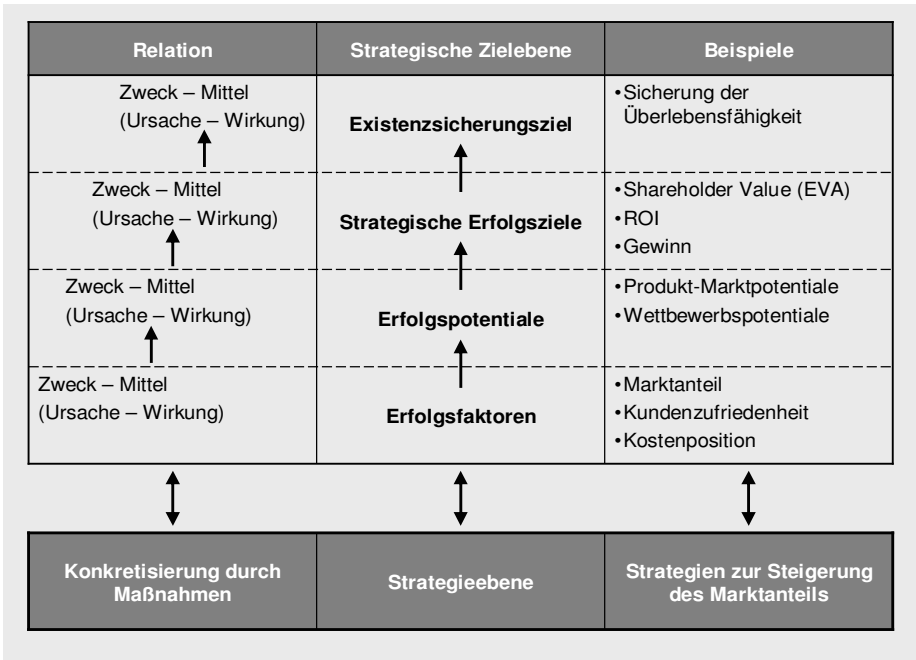 Relation
Strategische Zielebene
Beispiele
Zweck – Mittel
(Ursache – Wirkung)
Existenzsicherungsziel
•Sicherung der
Überlebensfähigkeit
Zweck – Mittel
(Ursache – Wirkung)
Strategische Erfolgsziele
•Shareholder Value (EVA)
•ROI
•Gewinn
Zweck – Mittel
(Ursache – Wirkung)
Erfolgspotentiale
•Produkt-Marktpotentiale
•Wettbewerbspotentiale
Zweck – Mittel
(Ursache – Wirkung)
Erfolgsfaktoren
•Marktanteil
•Kundenzufriedenheit
•Kostenposition
Konkretisierung durch
Maßnahmen
Strategieebene
Strategien zur Steigerung
des Marktanteils